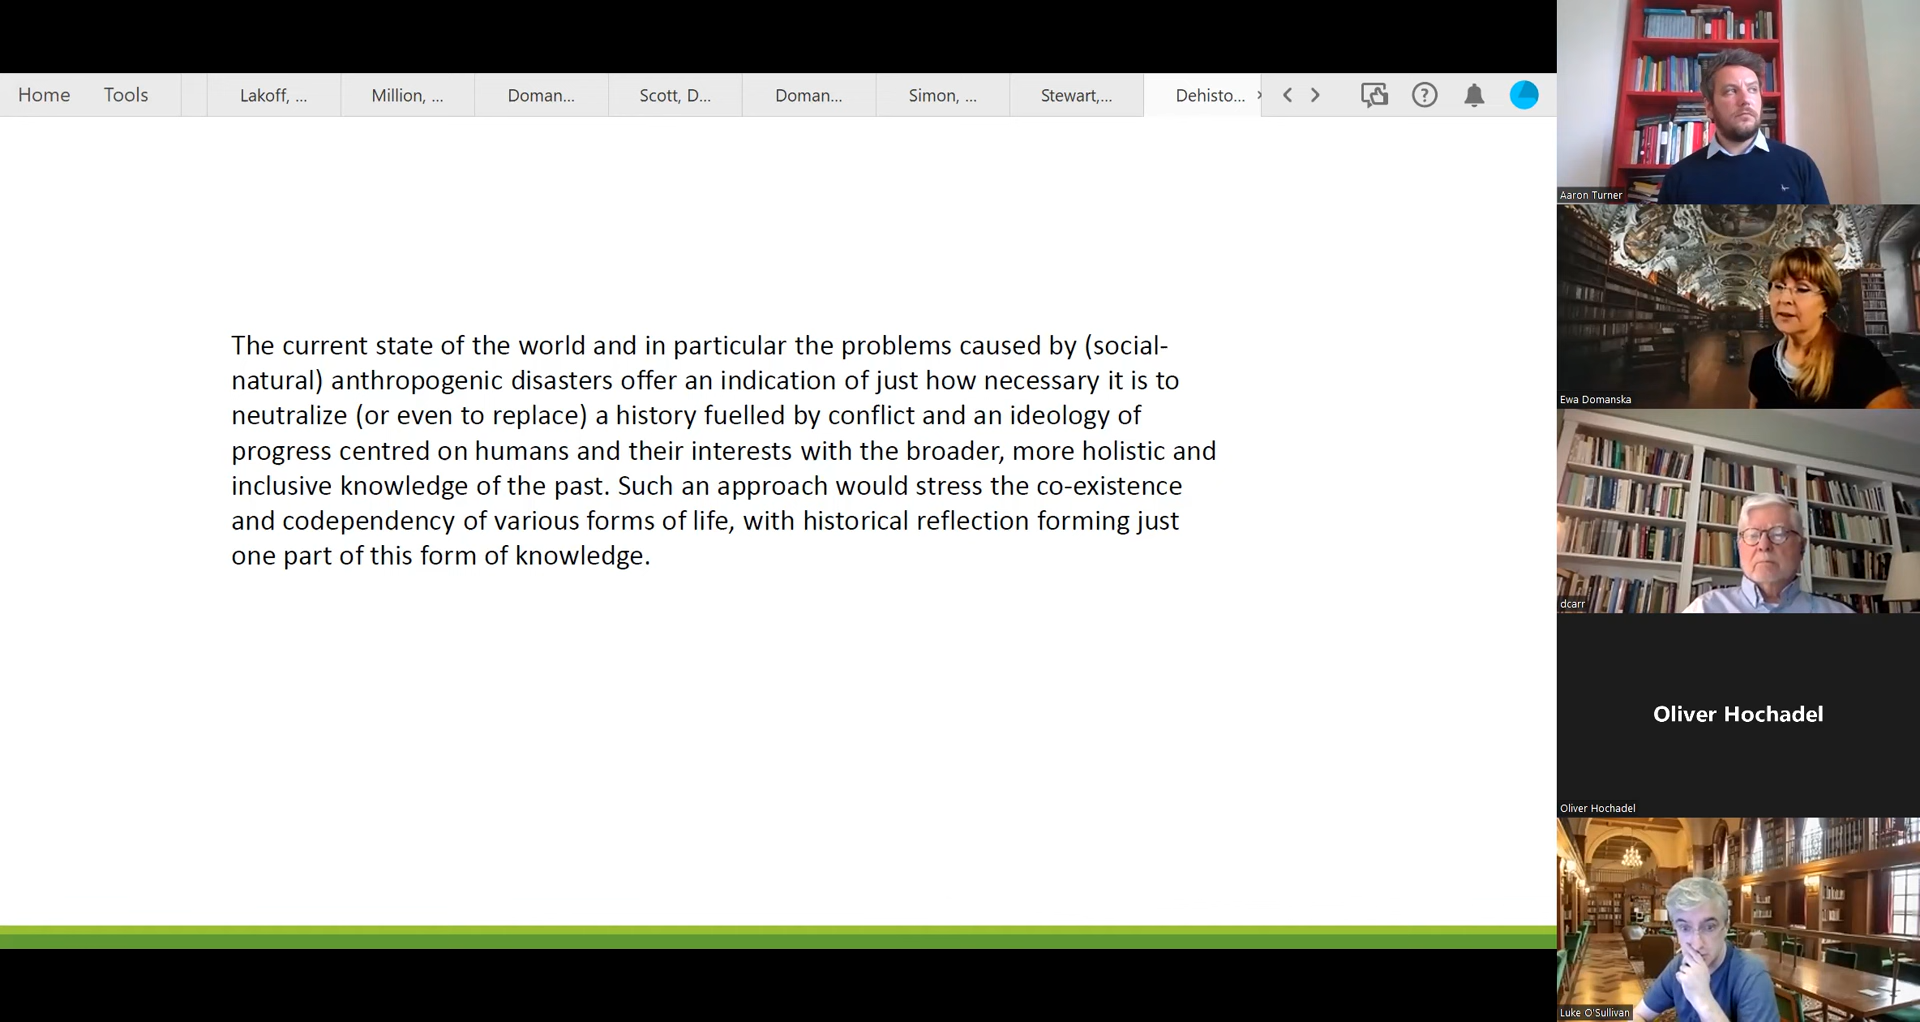 Home Tools Lakoff, ... Million, ... Doman... Scott, D... Doman... Simon, ... Stewart,... Dehisto...
The current state of the world and in particular the problems caused by (social-
natural) anthropogenic disasters offer an indication of just how necessary it is to
neutralize (or even to replace) a history fuelled by conflict and an ideology of
progress centred on humans and their interests with the broader, more holistic and
inclusive knowledge of the past. Such an approach would stress the co-existence
and codependency of various forms of life, with historical reflection forming just
one part of this form of knowledge.
Aaron Turner
Ewa Domanska
dcarr
Oliver Hochadel
Oliver Hochadel
Luke O'Sullivan